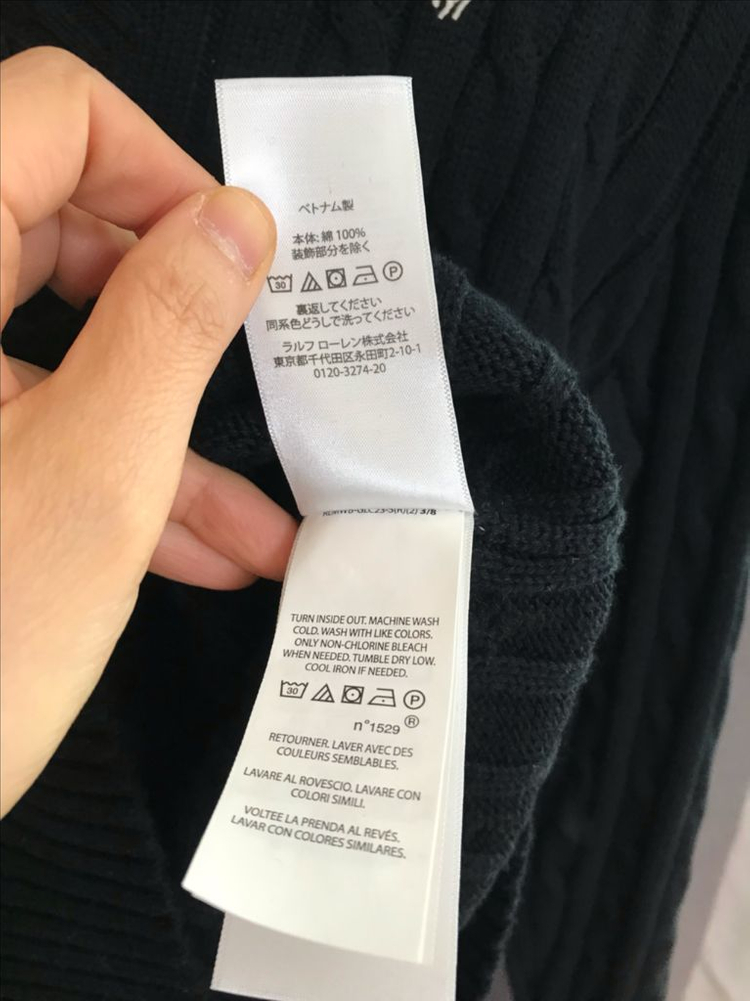 ベトナム製
本体: 綿 100%
装飾部分を除く
30 P
裏返してください
同系色どうしで洗ってください
ラルフ ローレン株式会社
東京都千代田区永田町2-10-1
0120-3274-20
3/8
TURN INSIDE OUT. MACHINE WASH
COLD. WASH WITH LIKE COLORS.
ONLY NON-CHLORINE BLEACH
WHEN NEEDED. TUMBLE DRY LOW.
COOL IRON IF NEEDED.
30 P
n°1529 ®
RETOURNER. LAVER AVEC DES
COULEURS SEMBLABLES.
LAVARE AL ROVESCIO. LAVARE CON
COLORI SIMILI.
VOLTEE LA PRENDA AL REVÉS.
LAVAR CON COLORES SIMILARES.